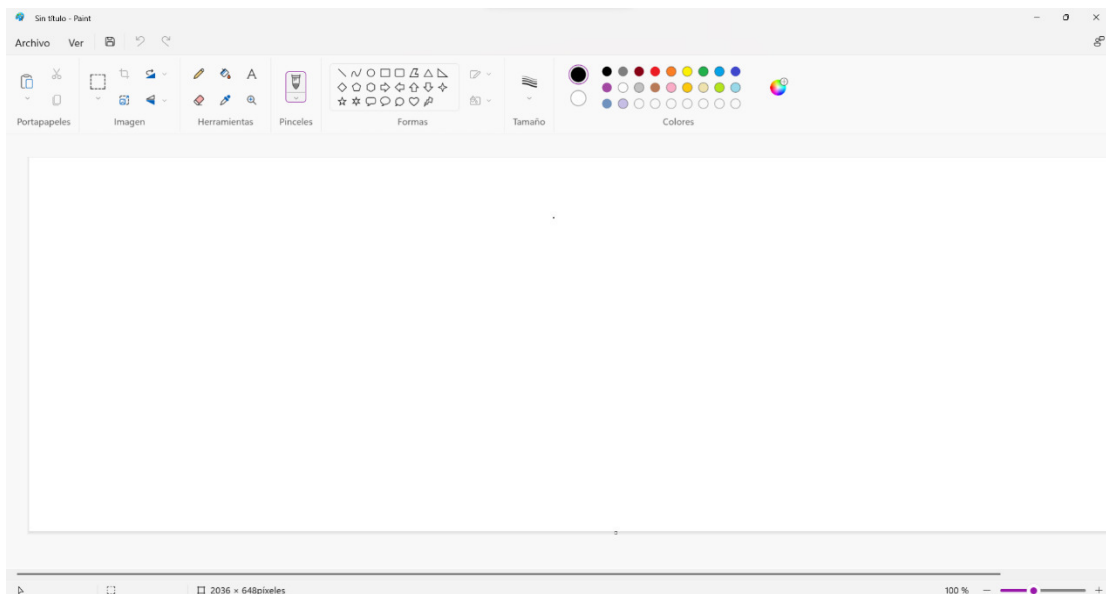 Sin título - Paint
Archivo Ver
A
Portapapeles Imagen Herramientas Pinceles Formas Tamaño Colores
2036 × 648píxeles 100 %